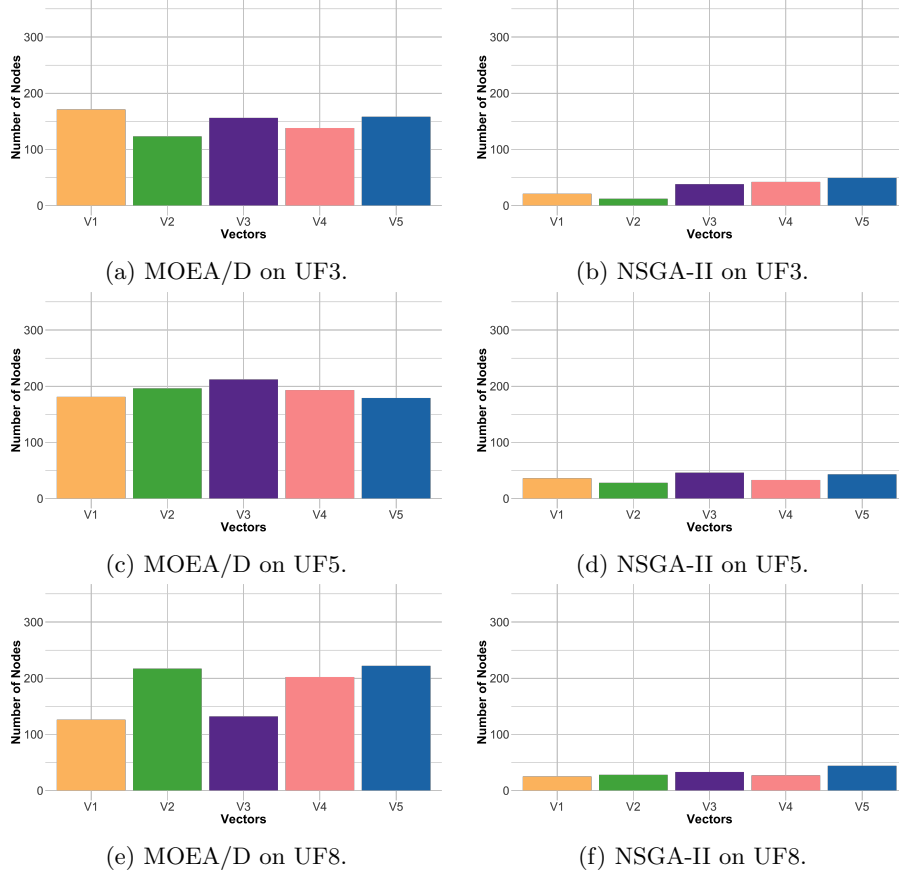 300
200
100
0
Number of Nodes
V1 V2 V3 V4 V5
Vectors
(a) MOEA/D on UF3.
300
200
100
0
Number of Nodes
V1 V2 V3 V4 V5
Vectors
(b) NSGA-II on UF3.
300
200
100
0
Number of Nodes
V1 V2 V3 V4 V5
Vectors
(c) MOEA/D on UF5.
300
200
100
0
Number of Nodes
V1 V2 V3 V4 V5
Vectors
(d) NSGA-II on UF5.
300
200
100
0
Number of Nodes
V1 V2 V3 V4 V5
Vectors
(e) MOEA/D on UF8.
300
200
100
0
Number of Nodes
V1 V2 V3 V4 V5
Vectors
(f) NSGA-II on UF8.